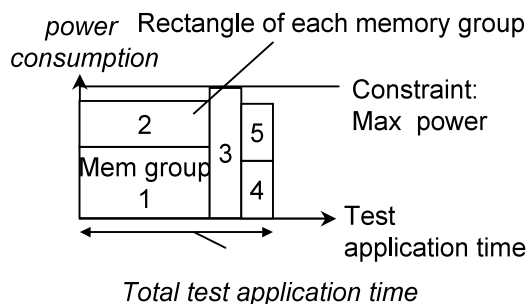 Rectangle of each memory group
power
consumption
Constraint:
Max power
2
5
3
Mem group
1
4
Test
application time
Total test application time